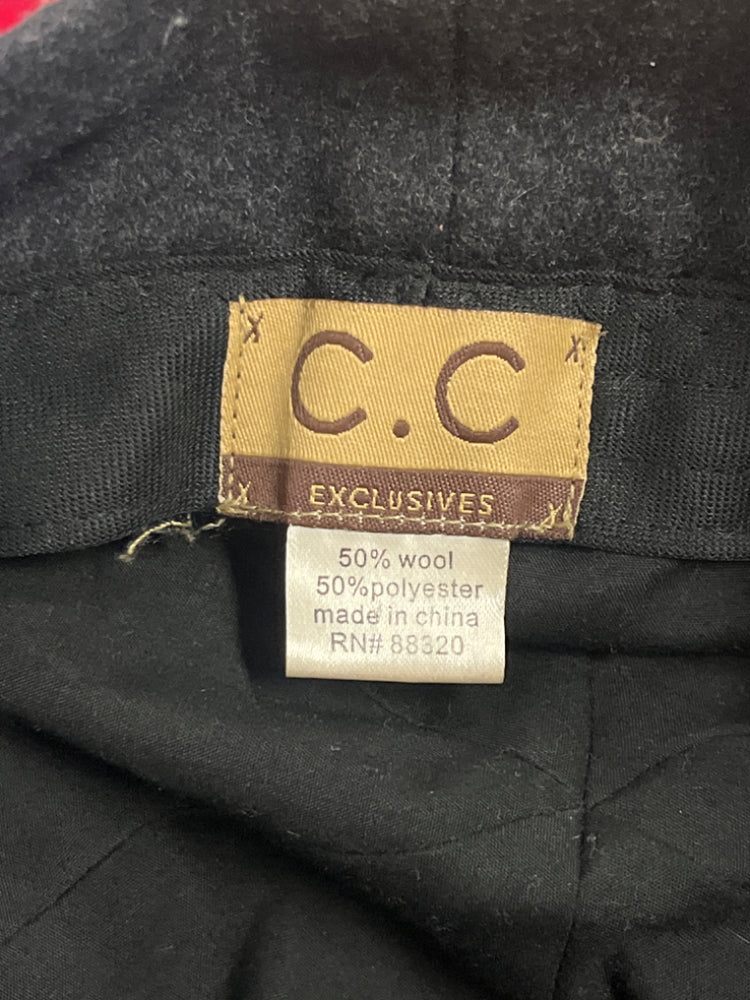 C.C
EXCLUSIVES
50% wool
50%polyester
made in china
RN# 88320